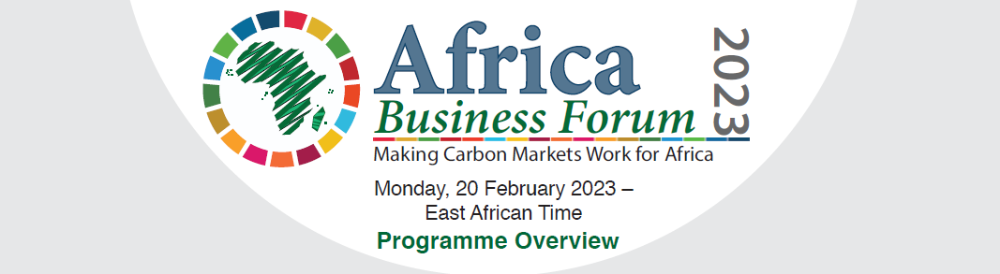 Africa
Business Forum
2023
Making Carbon Markets Work for Africa
Monday, 20 February 2023 –
East African Time
Programme Overview